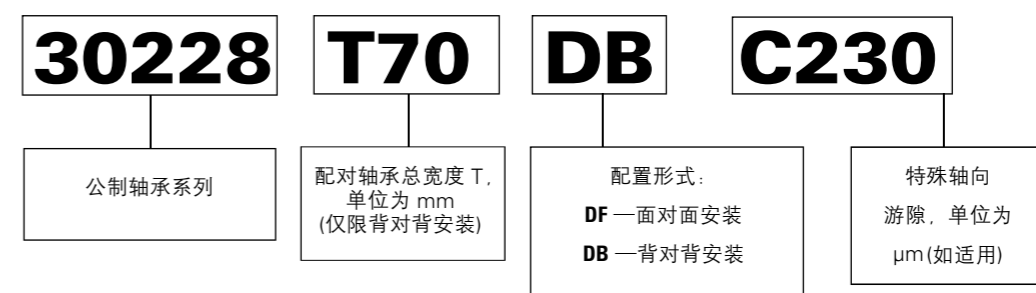 30228 T70 DB C230
公制轴承系列
配对轴承总宽度 T,
单位为 mm
(仅限背对背安装)
配置形式:
DF —面对面安装
DB —背对背安装
特殊轴向
游隙, 单位为
μm(如适用)